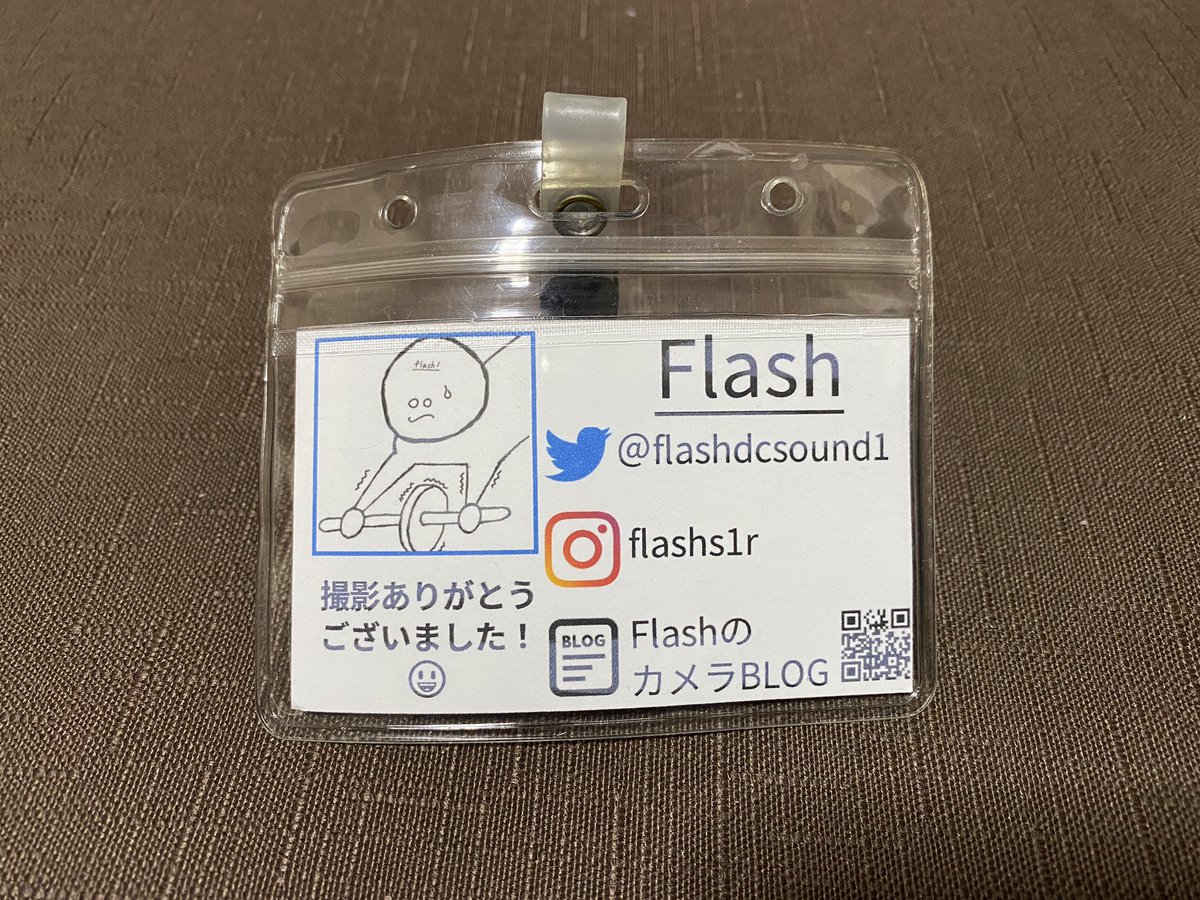 flash!
Flash
@flashdcsound1
flashs1r
撮影ありがとう
ございました！
BLOG
Flashの
カメラBLOG